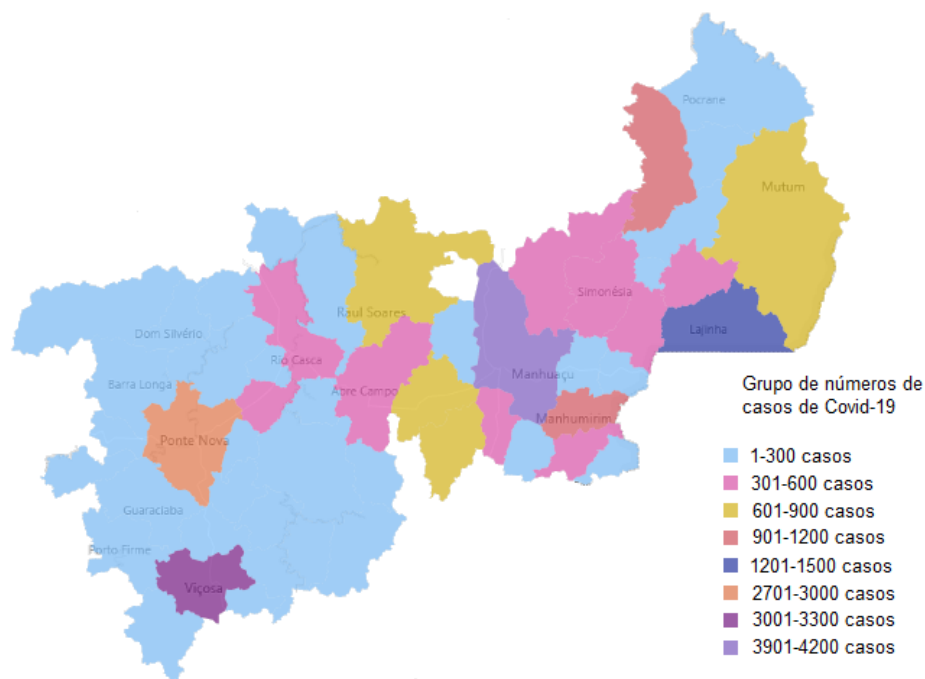 Pocrane
Mutum
Simonésia
Raul Soares
Lajinha
Dom Silvério
Rio Casca
Barra Longa
Abre Campo
Manhuaçu
Manhumirim
Ponte Nova
Guaraciaba
Porto Firme
Viçosa
Grupo de números de
casos de Covid-19
1-300 casos
301-600 casos
601-900 casos
901-1200 casos
1201-1500 casos
2701-3000 casos
3001-3300 casos
3901-4200 casos